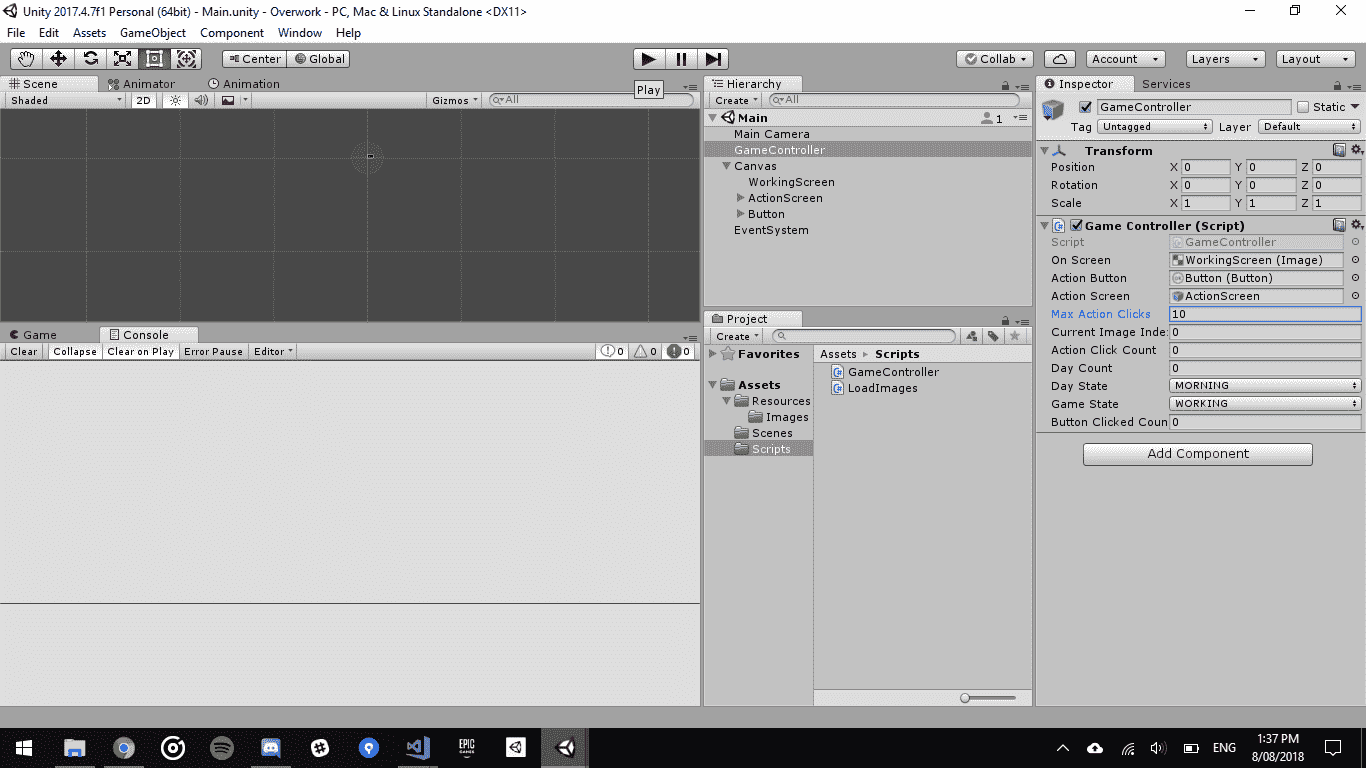 Unity 2017.4.7f1 Personal (64bit) - Main.unity - Overwork - PC, Mac & Linux Standalone <DX11>
File Edit Assets GameObject Component Window Help
Center Global Collab Account Layers Layout
Scene Animator Animation
Play
Shaded 2D Gizmos All
Hierarchy
Create All
Main 1
Main Camera
GameController
Canvas
WorkingScreen
ActionScreen
Button
EventSystem
Game Console
Clear Collapse Clear on Play Error Pause Editor 0 0 0
Project
Create
Favorites
Assets
Resources
Images
Scenes
Scripts
Assets Scripts
GameController
LoadImages
Inspector Services
GameController Static
Tag Untagged Layer Default
Transform
Position X 0 Y 0 Z 0
Rotation X 0 Y 0 Z 0
Scale X 1 Y 1 Z 1
Game Controller (Script)
Script GameController
On Screen WorkingScreen (Image)
Action Button Button (Button)
Action Screen ActionScreen
Max Action Clicks 10
Current Image Inde 0
Action Click Count 0
Day Count 0
Day State MORNING
Game State WORKING
Button Clicked Coun 0
Add Component
EPIC
GAMES
ENG
1:37 PM
8/08/2018